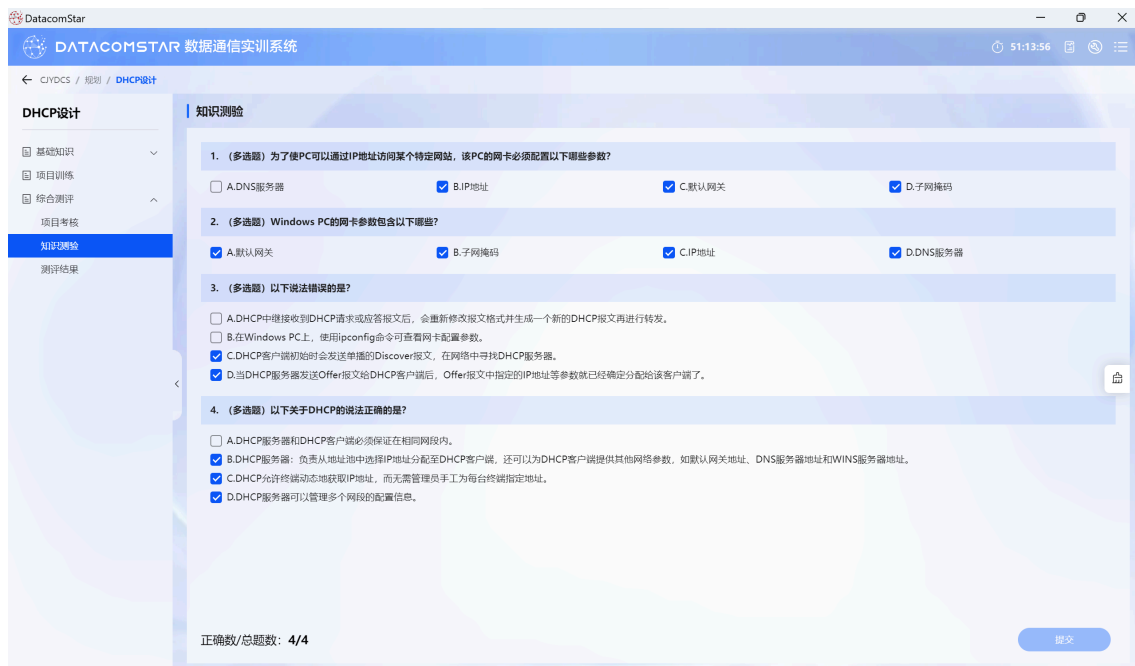 DatacomStar
DATACOMSTAR 数据通信实训系统
51:13:56
CJYDCS / 规划 / DHCP设计
DHCP设计
基础知识
项目训练
综合测评
项目考核
知识测验
测评结果
知识测验
1. （多选题）为了使PC可以通过IP地址访问某个特定网站，该PC的网卡必须配置以下哪些参数？
A.DNS服务器 B.IP地址 C.默认网关 D.子网掩码
2. （多选题）Windows PC的网卡参数包含以下哪些？
A.默认网关 B.子网掩码 C.IP地址 D.DNS服务器
3. （多选题）以下说法错误的是？
A.DHCP中继接收到DHCP请求或应答报文后，会重新修改报文格式并生成一个新的DHCP报文再进行转发。
B.在Windows PC上，使用ipconfig命令可查看网卡配置参数。
C.DHCP客户端初始时会发送单播的Discover报文，在网络中寻找DHCP服务器。
D.当DHCP服务器发送Offer报文给DHCP客户端后，Offer报文中指定的IP地址等参数就已经确定分配给该客户端了。
4. （多选题）以下关于DHCP的说法正确的是？
A.DHCP服务器和DHCP客户端必须保证在相同网段内。
B.DHCP服务器：负责从地址池中选择IP地址分配至DHCP客户端，还可以为DHCP客户端提供其他网络参数，如默认网关地址、DNS服务器地址和WINS服务器地址。
C.DHCP允许终端动态地获取IP地址，而无需管理员手工为每台终端指定地址。
D.DHCP服务器可以管理多个网段的配置信息。
正确数/总题数：4/4
提交